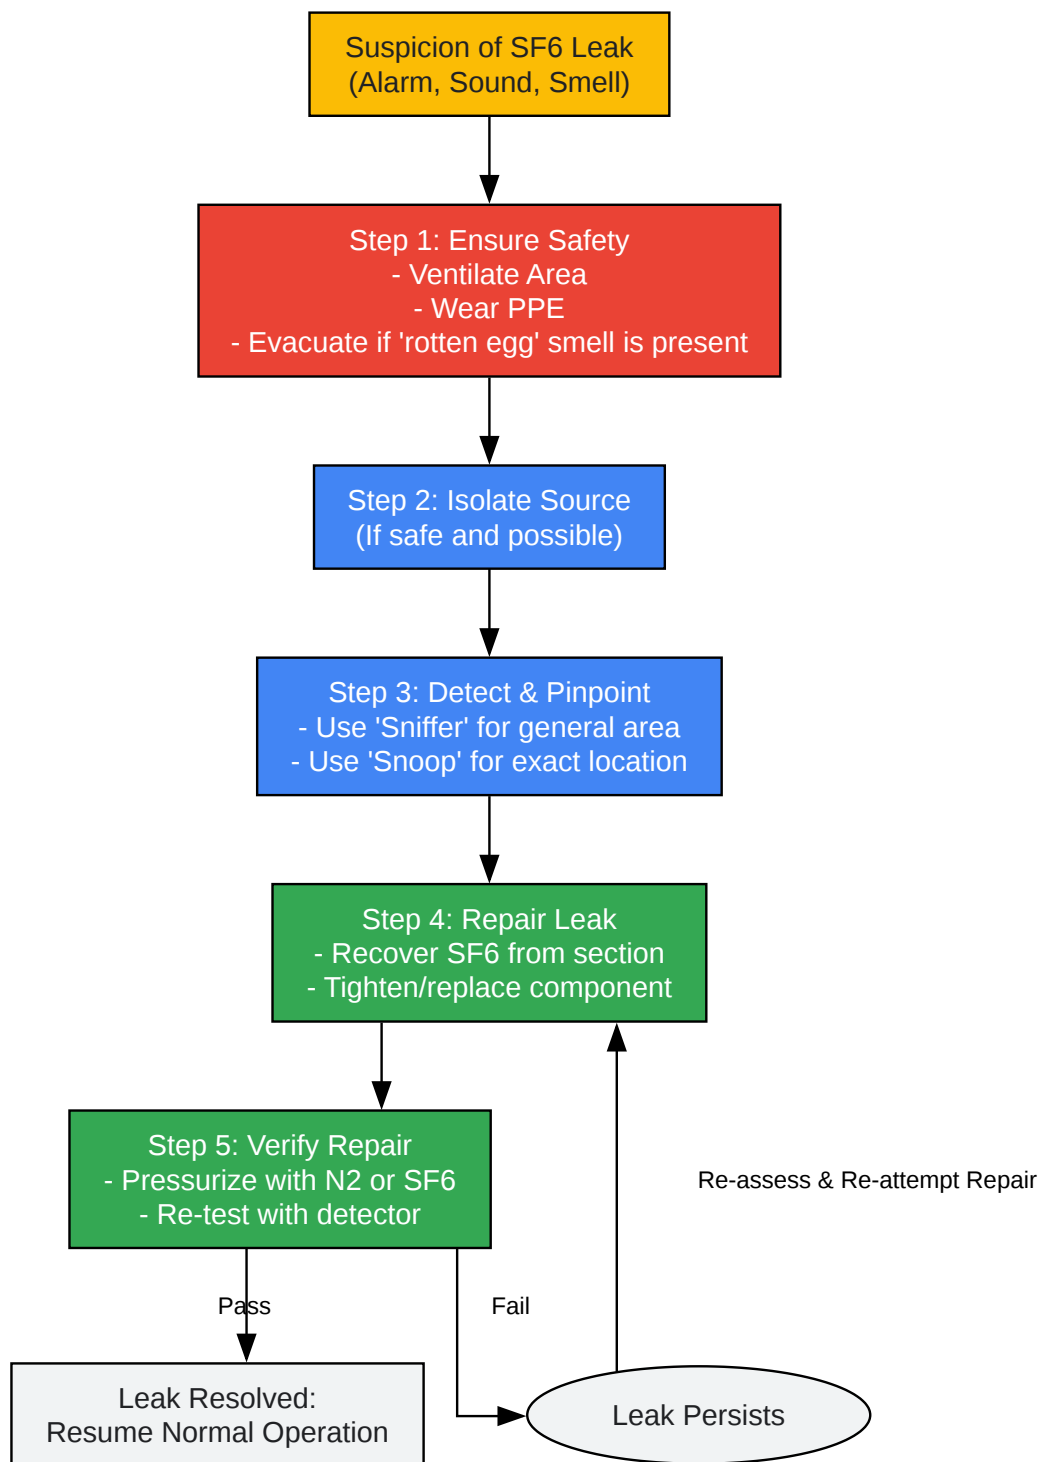 Suspicion of SF6 Leak
(Alarm, Sound, Smell)
Step 1: Ensure Safety
- Ventilate Area
- Wear PPE
- Evacuate if 'rotten egg' smell is present
Step 2: Isolate Source
(If safe and possible)
Step 3: Detect & Pinpoint
- Use 'Sniffer' for general area
- Use 'Snoop' for exact location
Step 4: Repair Leak
- Recover SF6 from section
- Tighten/replace component
Step 5: Verify Repair
- Pressurize with N2 or SF6
- Re-test with detector
Re-assess & Re-attempt Repair
Pass
Fail
Leak Resolved:
Resume Normal Operation
Leak Persists